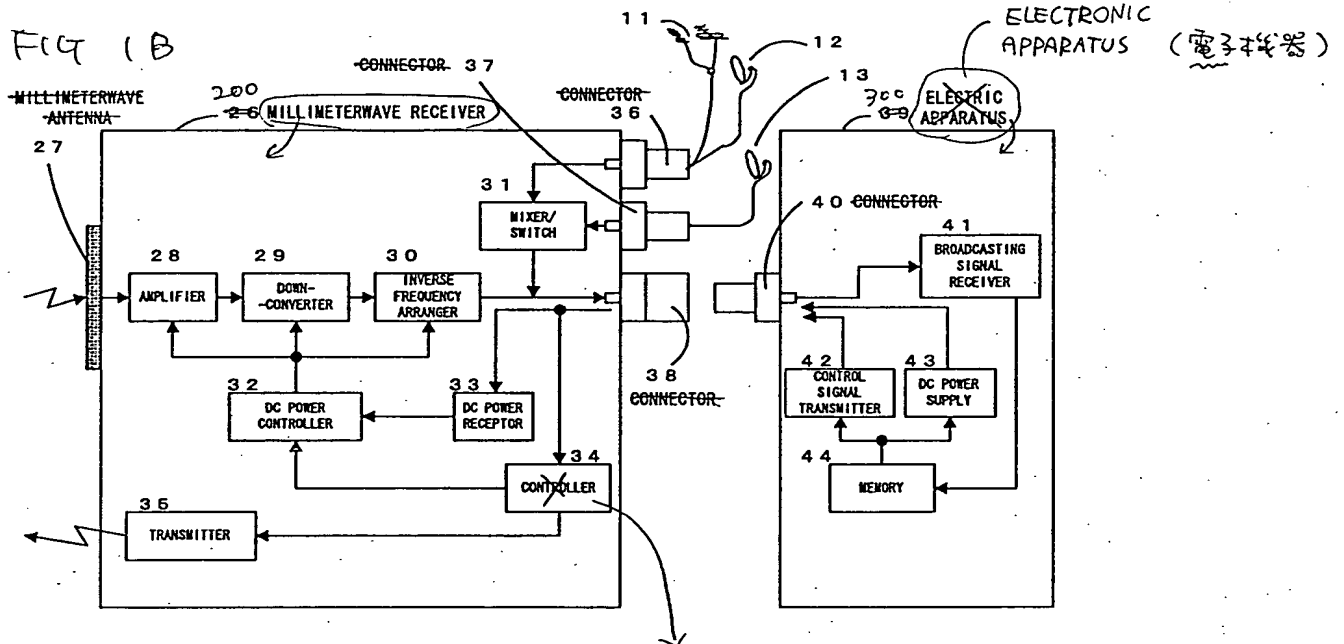 FIG 1B
ELECTRONIC
APPARATUS (電子機器)
11
12
13
CONNECTOR 37
CONNECTOR
36
MILLIMETERWAVE
ANTENNA
27
200
26 MILLIMETERWAVE RECEIVER
300
39 ELECTRIC
APPARATUS
31
MIXER/
SWITCH
40 CONNECTOR
41
BROADCASTING
SIGNAL
RECEIVER
28
AMPLIFIER
29
DOWN-
-CONVERTER
30
INVERSE
FREQUENCY
ARRANGER
38
CONNECTOR
42
CONTROL
SIGNAL
TRANSMITTER
43
DC POWER
SUPPLY
32
DC POWER
CONTROLLER
33
DC POWER
RECEPTOR
44
MEMORY
34
CONTROLLER
35
TRANSMITTER